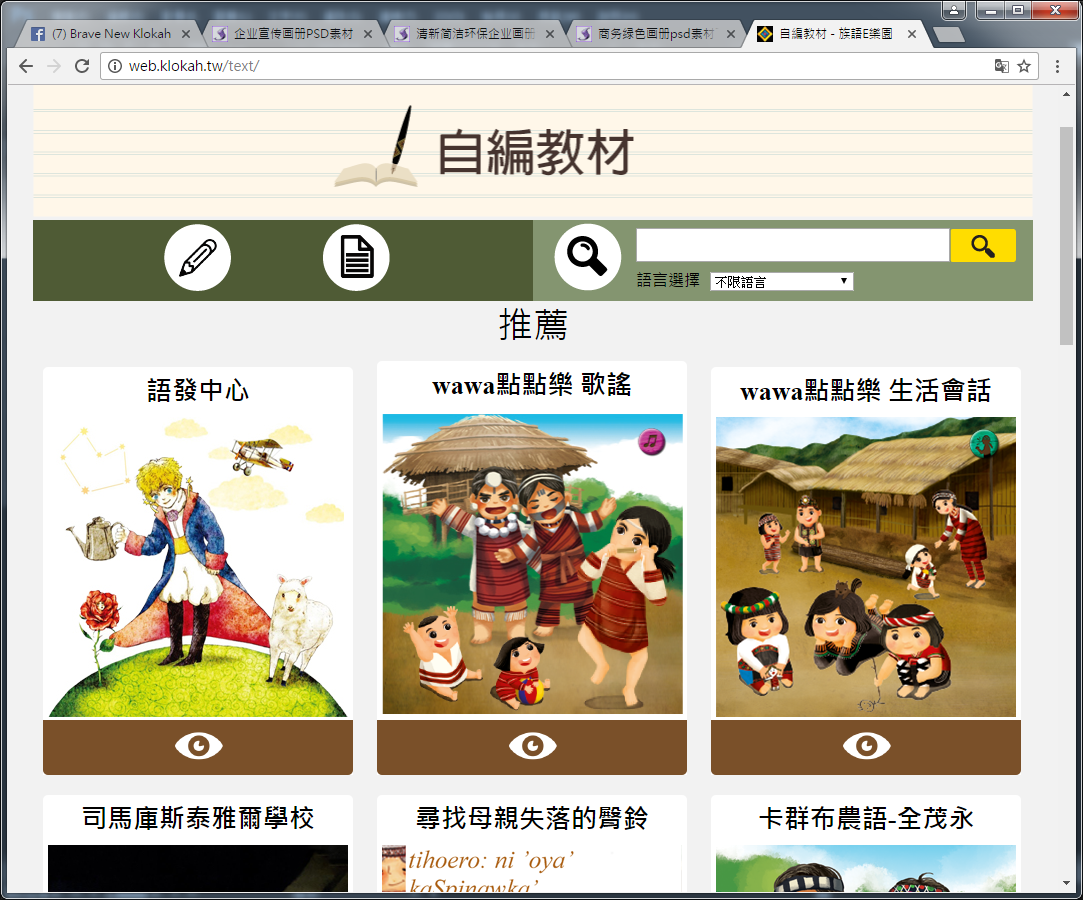 (7) Brave New Klokah
企业宣传画册PSD素材
清新简洁环保企业画册
商务绿色画册psd素材
自編教材 - 族語E樂園
web.klokah.tw/text/
自編教材
語言選擇 不限語言
推薦
語發中心
wawa點點樂 歌謠
wawa點點樂 生活會話
司馬庫斯泰雅爾學校
尋找母親失落的臀鈴
卡群布農語-全茂永
tihoero: ni ’oya’
kaSpinawka’